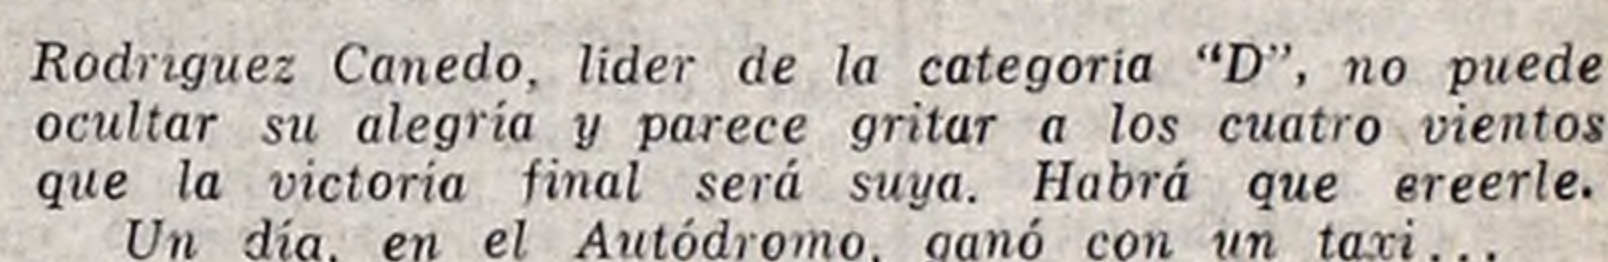 Rodriguez Canedo, lider de la categoria “D”, no puede
ocultar su alegría y parece gritar a los cuatro vientos
que la victoria final será suya. Habrá que ereerle.
Un día, en el Autódromo, ganó con un taxi...